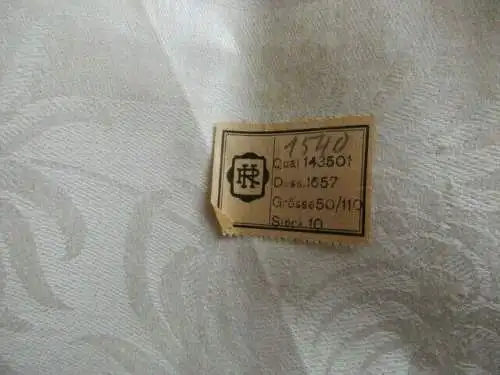 1540
Qual 143501
Dess. 1657
Grösse 50/110
Stück 10